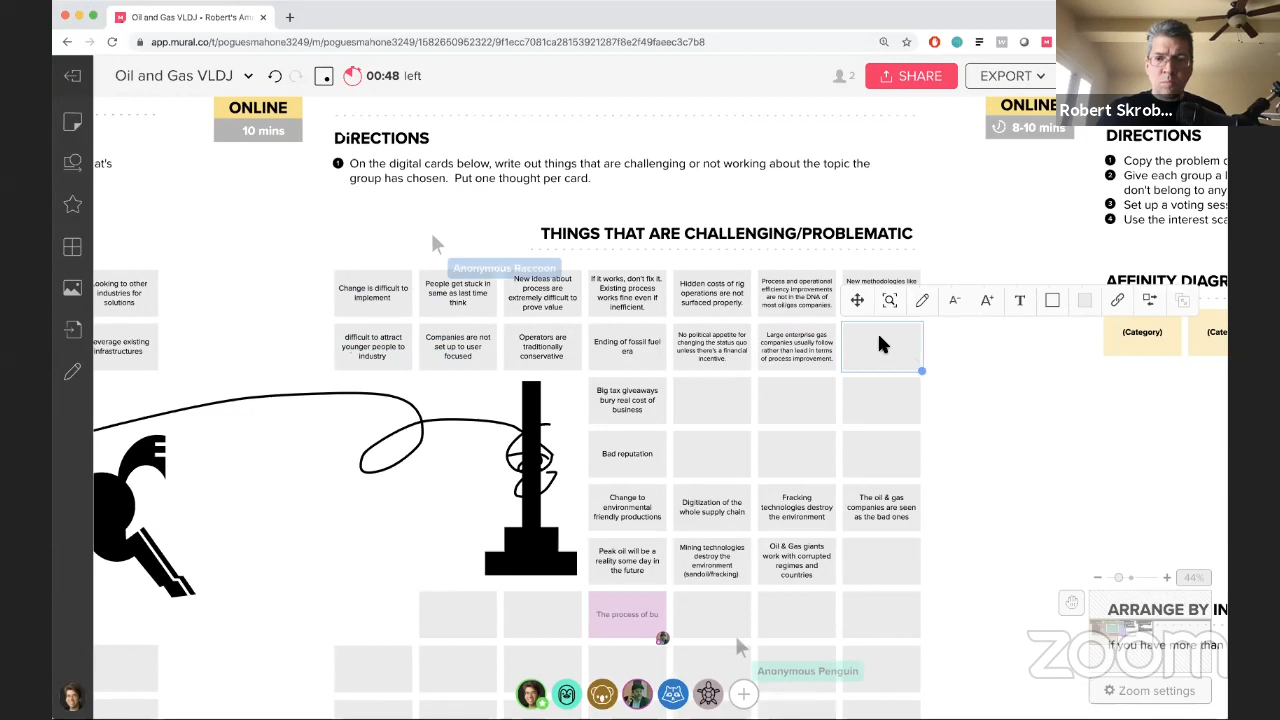 Oil and Gas VLDJ • Robert's Am
app.mural.co/t/poguesmahone3249/m/poguesmahone3249/1582650952322/9f1ecc7081ca28153921287f8e2f49faeec3c7b8
Oil and Gas VLDJ
00:48 left
2
SHARE
EXPORT
Robert Skrob...
ONLINE
10 mins
at's
DiRECTIONS
1 On the digital cards below, write out things that are challenging or not working about the topic the
group has chosen. Put one thought per card.
THINGS THAT ARE CHALLENGING/PROBLEMATIC
Anonymous Raccoon
ooking to other
industries for
solutions
everage existing
infrastructures
Change is difficult to
implement
People get stuck in
same as last time
think
New ideas about
process are
extremely difficult to
prove value
If it works, don't fix it.
Existing process
works fine even if
inefficient.
Hidden costs of rig
operations are not
surfaced properly.
Process and operational
efficiency improvements
are not in the DNA of
most oil/gas companies.
New methodologies like
difficult to attract
younger people to
industry
Companies are not
set up to user
focused
Operators are
traditionally
conservative
Ending of fossil fuel
era
No political appetite for
changing the status quo
unless there's a financial
incentive.
Large enterprise gas
companies usually follow
rather than lead in terms
of process improvement.
BIg tax giveaways
bury real cost of
business
Bad reputation
Change to
environmental
friendly productions
Digitization of the
whole supply chain
Fracking
technologies destroy
the environment
The oil & gas
companies are seen
as the bad ones
Peak oil will be a
reality some day in
the future
Mining technologies
destroy the
environment
(sandoil/fracking)
Oil & Gas giants
work with corrupted
regimes and
countries
The process of bu
Anonymous Penguin
A-
A+
T
ONLINE
8-10 mins
DIRECTIONS
1 Copy the problem
2 Give each group a l
don't belong to any
3 Set up a voting ses
4 Use the interest sca
AFFINITY DIAGR
(Category)
(Cate
44%
ARRANGE BY IN
If you have more than
Zoom settings
zoom